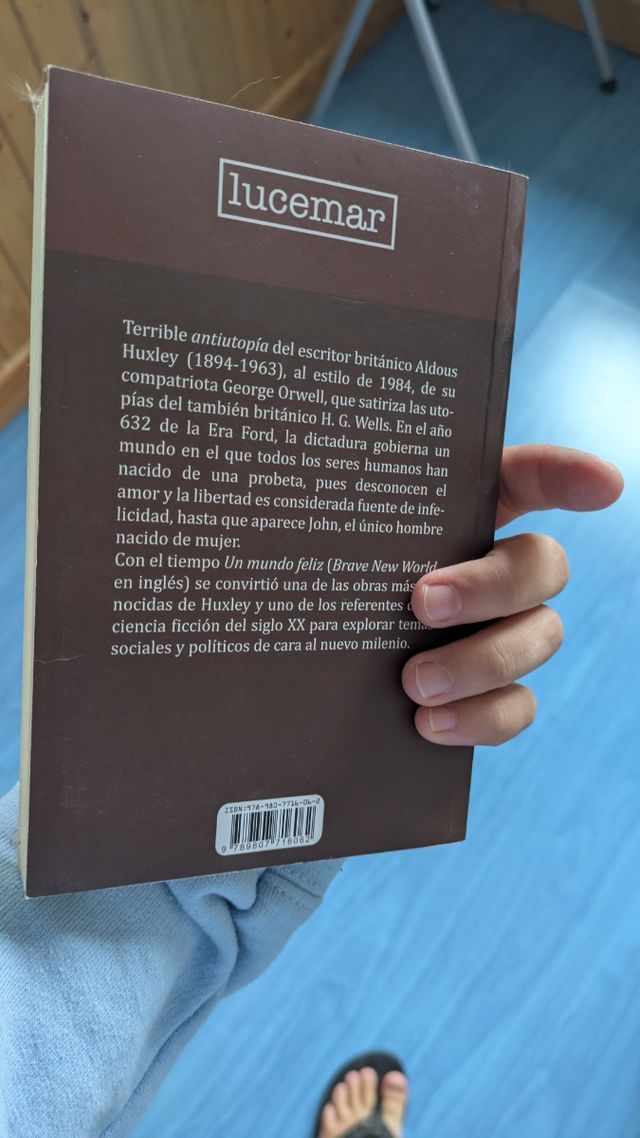 lucemar
Terrible antiutopía del escritor británico Aldous
Huxley (1894-1963), al estilo de 1984, de su
compatriota George Orwell, que satiriza las uto-
pías del también británico H. G. Wells. En el año
632 de la Era Ford, la dictadura gobierna un
mundo en el que todos los seres humanos han
nacido de una probeta, pues desconocen el
amor y la libertad es considerada fuente de infe-
licidad, hasta que aparece John, el único hombre
nacido de mujer.
Con el tiempo Un mundo feliz (Brave New World
en inglés) se convirtió una de las obras más
nocidas de Huxley y uno de los referentes
ciencia ficción del siglo XX para explorar temas
sociales y políticos de cara al nuevo milenio.
ISBN:978-980-7716-06-2
9 789807 716062